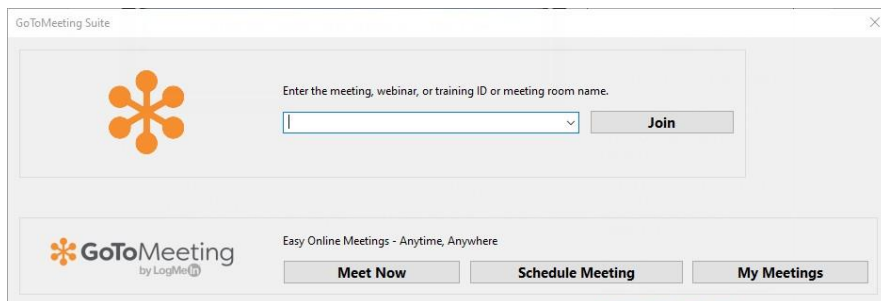 GoToMeeting Suite
Enter the meeting, webinar, or training ID or meeting room name.
Join
GoToMeeting
by LogMeIn
Easy Online Meetings - Anytime, Anywhere
Meet Now
Schedule Meeting
My Meetings